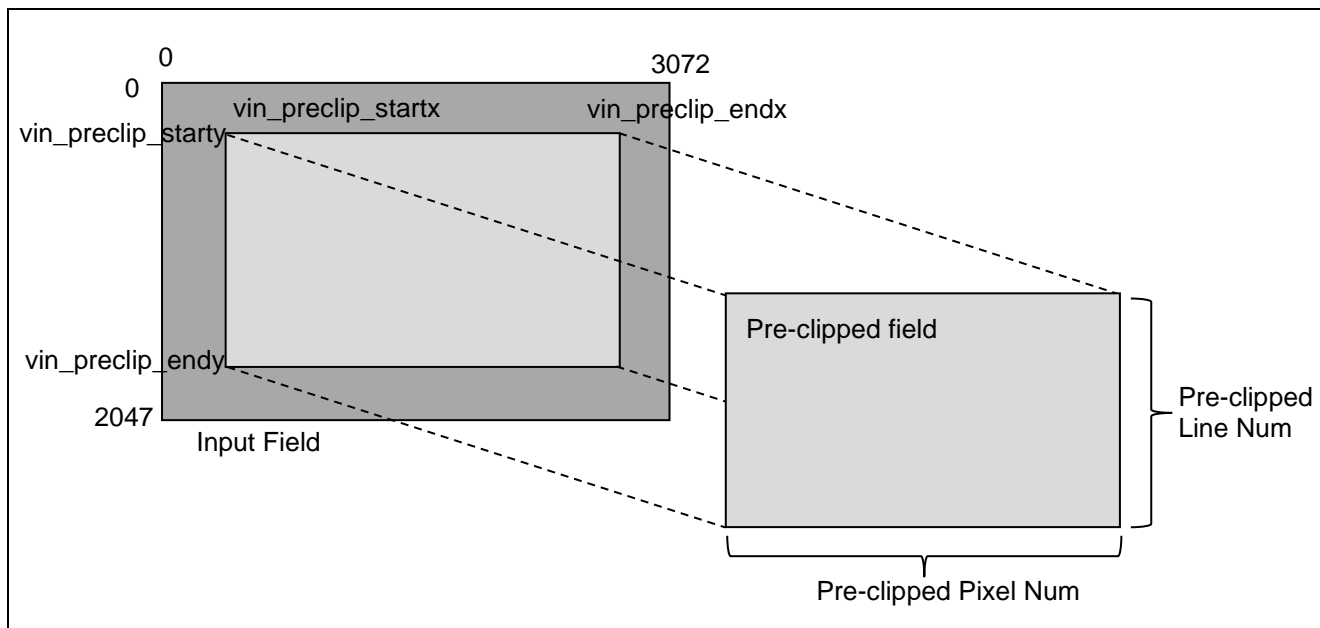 0
3072
0
vin_preclip_startx
vin_preclip_endx
vin_preclip_starty
Pre-clipped field
vin_preclip_endy
2047
Input Field
Pre-clipped
Line Num
Pre-clipped Pixel Num